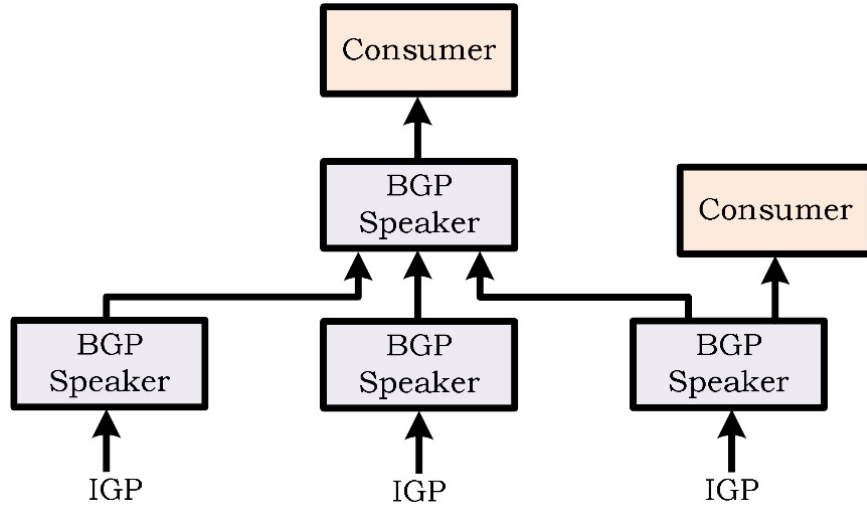 Consumer
BGP
Speaker
Consumer
BGP
Speaker
BGP
Speaker
BGP
Speaker
IGP
IGP
IGP